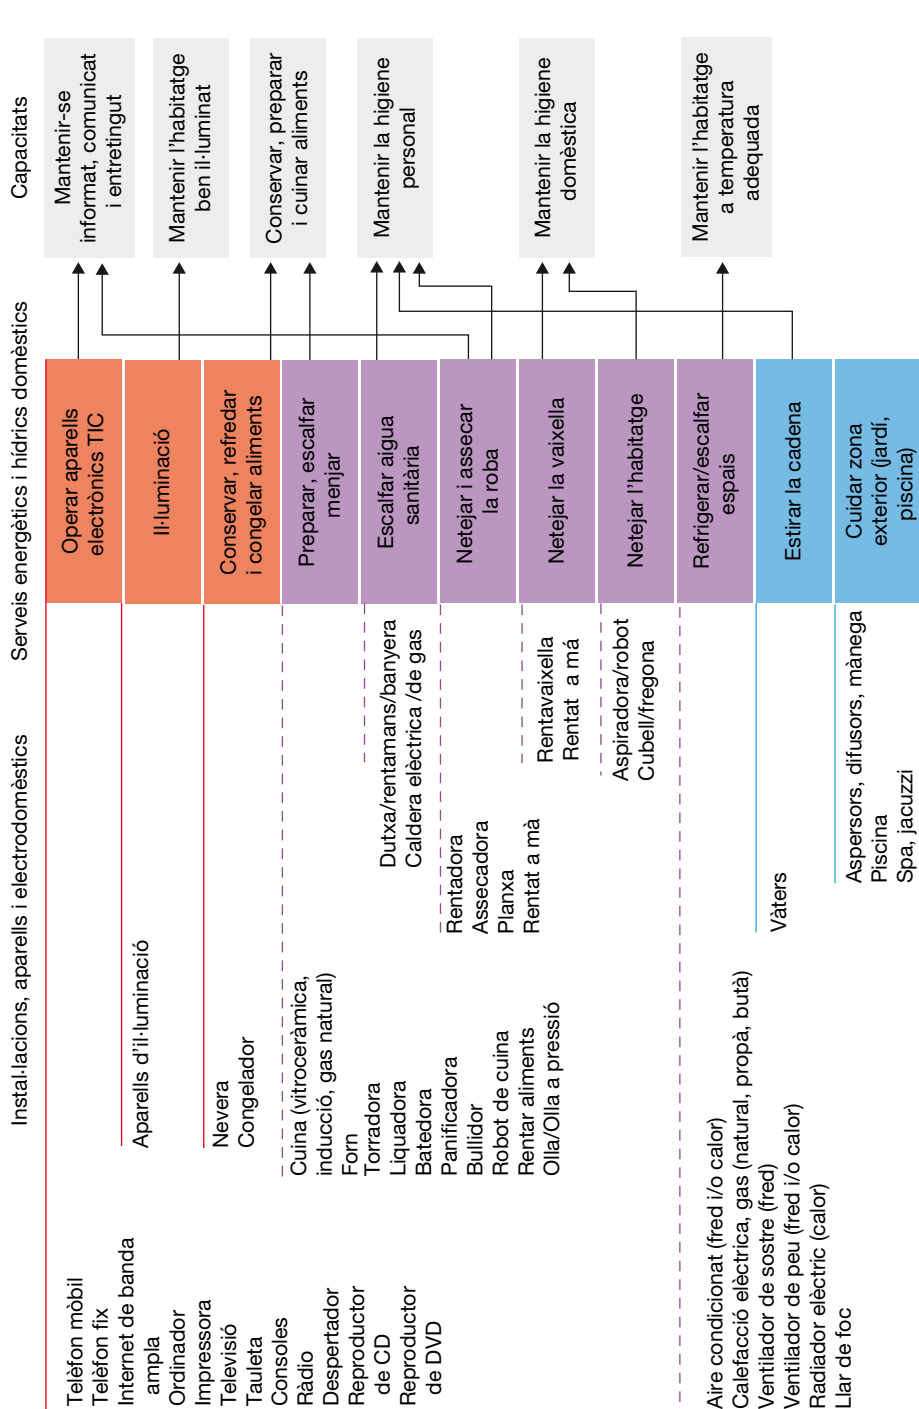 Capacitats
Mantenir-se
informat, comunicat
i entretingut
Mantenir l'habitatge
ben il·luminat
Conservar, preparar
i cuinar aliments
Mantenir la higiene
personal
Mantenir la higiene
domèstica
Mantenir l'habitatge
a temperatura
adequada
Serveis energètics i hídrics domèstics
Operar aparells
electrònics TIC
Il·luminació
Conservar, refredar
i congelar aliments
Preparar, escalfar
menjar
Escalfar aigua
sanitària
Netejar i assecar
la roba
Netejar la vaixella
Netejar l'habitatge
Refrigerar/escalfar
espais
Estirar la cadena
Cuidar zona
exterior (jardí,
piscina)
Instal·lacions, aparells i electrodomèstics
Telèfon mòbil
Telèfon fix
Internet de banda
ampla
Ordinador
Impressora
Televisió
Tauleta
Consoles
Ràdio
Despertador
Reproductor
de CD
Reproductor
de DVD
Aparells d'il·luminació
Nevera
Congelador
Cuina (vitroceràmica,
inducció, gas natural)
Forn
Torradora
Liquadora
Batedora
Panificadora
Bullidor
Robot de cuina
Rentar aliments
Olla/Olla a pressió
Dutxa/rentamans/banyera
Caldera elèctrica /de gas
Rentadora
Assecadora
Planxa
Rentat a mà
Rentavaixella
Rentat a má
Aspiradora/robot
Cubell/fregona
Aire condicionat (fred i/o calor)
Calefacció elèctrica, gas (natural, propà, butà)
Ventilador de sostre (fred)
Ventilador de peu (fred i/o calor)
Radiador elèctric (calor)
Llar de foc
Vàters
Aspersors, difusors, mànega
Piscina
Spa, jacuzzi